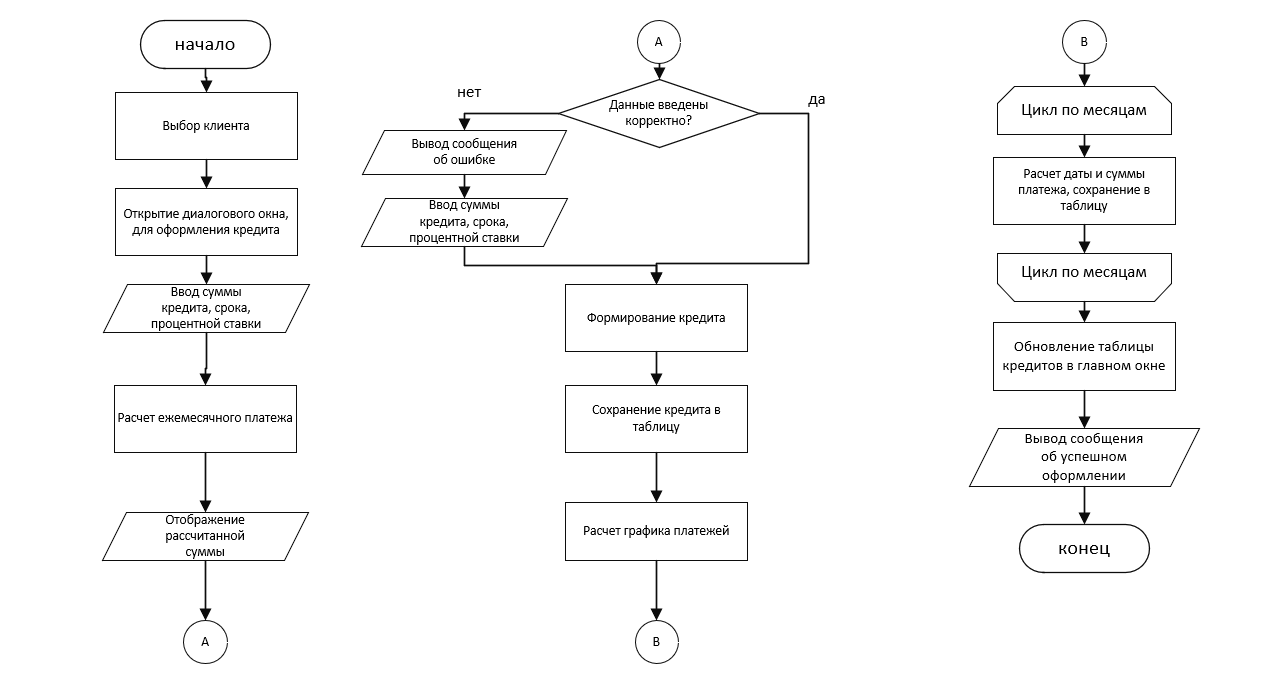 начало
Выбор клиента
Открытие диалогового окна,
для оформления кредита
Ввод суммы
кредита, срока,
процентной ставки
Расчет ежемесячного платежа
Отображение
рассчитанной
суммы
А
А
Данные введены
корректно?
нет
да
Вывод сообщения
об ошибке
Ввод суммы
кредита, срока,
процентной ставки
Формирование кредита
Сохранение кредита в
таблицу
Расчет графика платежей
В
В
Цикл по месяцам
Расчет даты и суммы
платежа, сохранение в
таблицу
Цикл по месяцам
Обновление таблицы
кредитов в главном окне
Вывод сообщения
об успешном
оформлении
конец